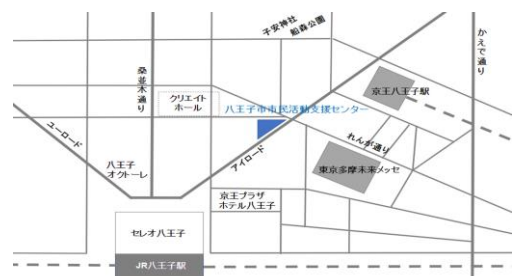 子安神社
船森公園
かえで通り
桑並木通り
クリエイト
ホール
京王八王子駅
八王子市市民活動支援センター
ユーロード
れんが通り
八王子
オクトーレ
アイロード
東京多摩未来メッセ
京王プラザ
ホテル八王子
セレオ八王子
JR八王子駅